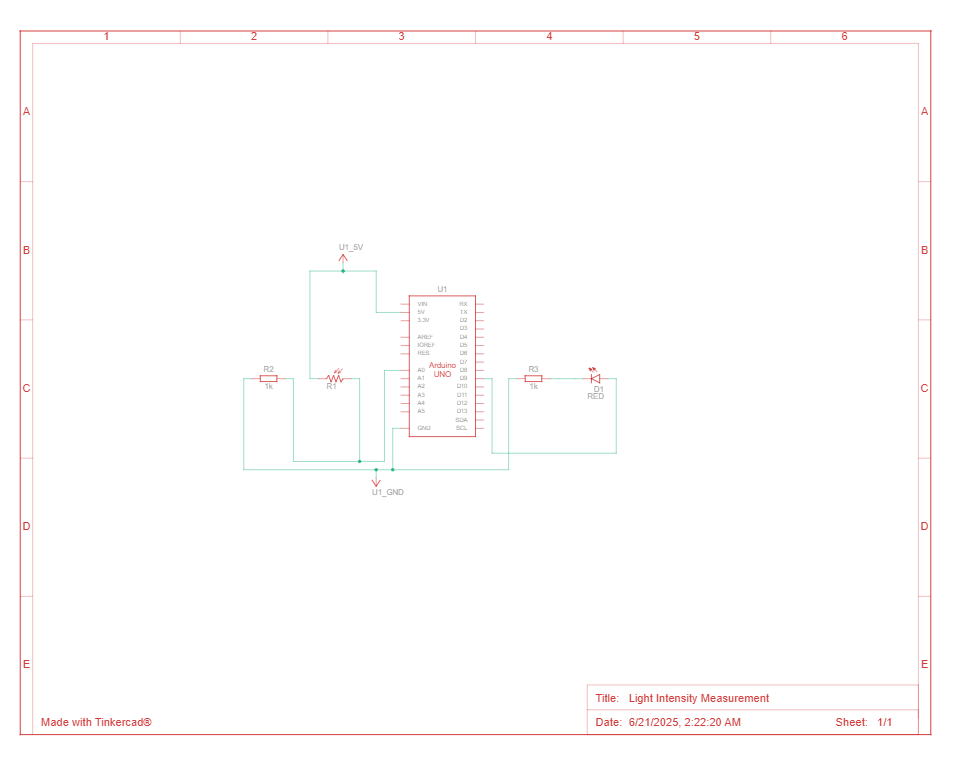 1 2 3 4 5 6
A A
B B
U1_5V
U1
VIN RX
5V TX
3.3V D2
D3
AREF D4
IOREF D5
RES D6
D7
Arduino
UNO
A0 D8
A1 D9
A2 D10
A3 D11
A4 D12
A5 D13
SDA
GND SCL
R2
1k
R1
R3
1k
D1
RED
C C
U1_GND
D D
E E
Title: Light Intensity Measurement
Made with Tinkercad®
Date: 6/21/2025, 2:22:20 AM Sheet: 1/1